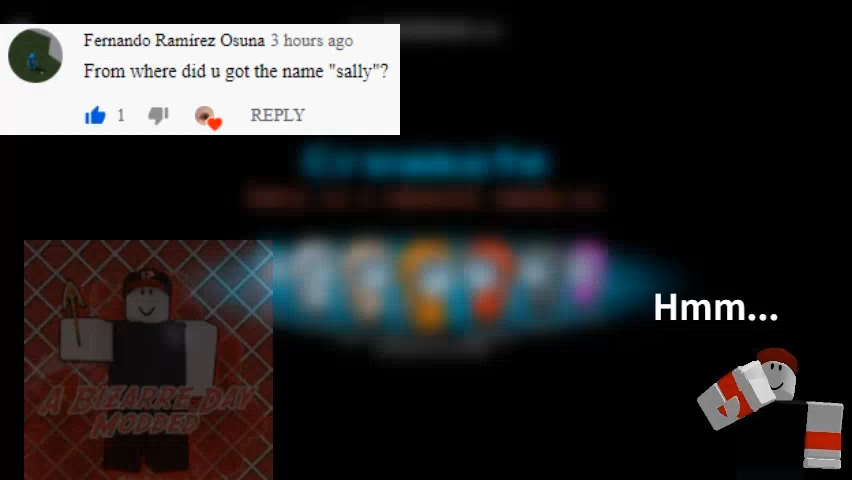 Fernando Ramírez Osuna 3 hours ago
From where did u got the name "sally"?
1
REPLY
A Bizarre Day
Modded
Hmm...